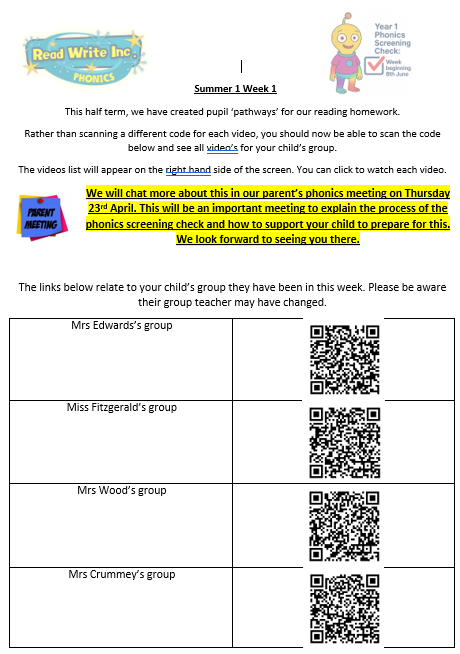 Read Write Inc.
PHONICS
Year 1
Phonics
Screening
Check:
Week
beginning
8th June
Summer 1 Week 1
This half term, we have created pupil ‘pathways’ for our reading homework.
Rather than scanning a different code for each video, you should now be able to scan the code
below and see all video’s for your child’s group.
The videos list will appear on the right hand side of the screen. You can click to watch each video.
PARENT
MEETING
We will chat more about this in our parent’s phonics meeting on Thursday
23rd April. This will be an important meeting to explain the process of the
phonics screening check and how to support your child to prepare for this.
We look forward to seeing you there.
The links below relate to your child’s group they have been in this week. Please be aware
their group teacher may have changed.
Mrs Edwards’s group
Miss Fitzgerald’s group
Mrs Wood’s group
Mrs Crummey’s group